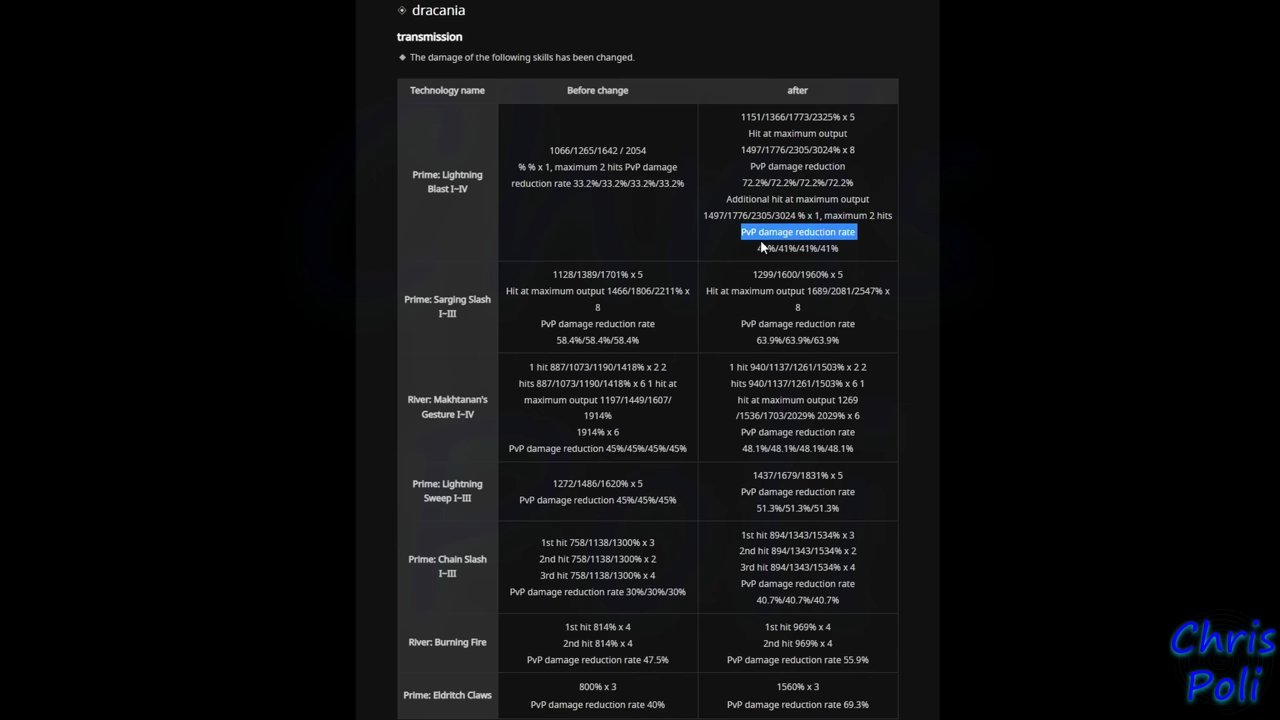 dracania
transmission
The damage of the following skills has been changed.
Technology name
Before change
after
Prime: Lightning
Blast I~IV
1066/1265/1642 / 2054
% % x 1, maximum 2 hits PvP damage
reduction rate 33.2%/33.2%/33.2%/33.2%
1151/1366/1773/2325% x 5
Hit at maximum output
1497/1776/2305/3024% x 8
PvP damage reduction
72.2%/72.2%/72.2%/72.2%
Additional hit at maximum output
1497/1776/2305/3024 % x 1, maximum 2 hits
PvP damage reduction rate
%/41%/41%/41%
Prime: Sarging Slash
I~III
1128/1389/1701% x 5
Hit at maximum output 1466/1806/2211% x
8
PvP damage reduction rate
58.4%/58.4%/58.4%
1299/1600/1960% x 5
Hit at maximum output 1689/2081/2547% x
8
PvP damage reduction rate
63.9%/63.9%/63.9%
River: Makhtanan's
Gesture I~IV
1 hit 887/1073/1190/1418% x 2 2
hits 887/1073/1190/1418% x 6 1 hit at
maximum output 1197/1449/1607/
1914%
1914% x 6
PvP damage reduction 45%/45%/45%/45%
1 hit 940/1137/1261/1503% x 2 2
hits 940/1137/1261/1503% x 6 1
hit at maximum output 1269
/1536/1703/2029% 2029% x 6
PvP damage reduction rate
48.1%/48.1%/48.1%/48.1%
Prime: Lightning
Sweep I~III
1272/1486/1620% x 5
PvP damage reduction 45%/45%/45%
1437/1679/1831% x 5
PvP damage reduction rate
51.3%/51.3%/51.3%
Prime: Chain Slash
I~III
1st hit 758/1138/1300% x 3
2nd hit 758/1138/1300% x 2
3rd hit 758/1138/1300% x 4
PvP damage reduction rate 30%/30%/30%
1st hit 894/1343/1534% x 3
2nd hit 894/1343/1534% x 2
3rd hit 894/1343/1534% x 4
PvP damage reduction rate
40.7%/40.7%/40.7%
River: Burning Fire
1st hit 814% x 4
2nd hit 814% x 4
PvP damage reduction rate 47.5%
1st hit 969% x 4
2nd hit 969% x 4
PvP damage reduction rate 55.9%
Prime: Eldritch Claws
800% x 3
PvP damage reduction rate 40%
1560% x 3
PvP damage reduction rate 69.3%
Chris
Poli